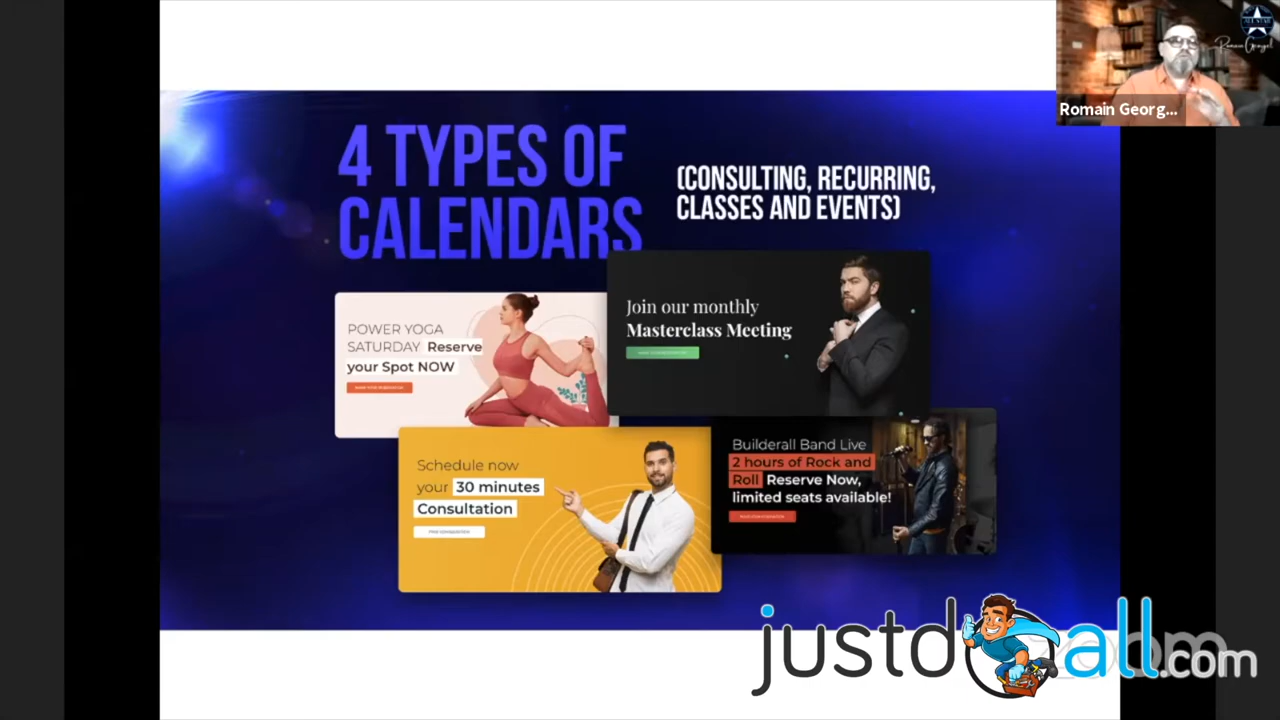 Romain Georg...
4 TYPES OF
CALENDARS
(CONSULTING, RECURRING,
CLASSES AND EVENTS)
Join our monthly
Masterclass Meeting
POWER YOGA
SATURDAY Reserve
your Spot NOW
Schedule now
your 30 minutes
Consultation
Builderall Band Live
2 hours of Rock and
Roll Reserve Now,
limited seats available!
justdoall.com
zoom